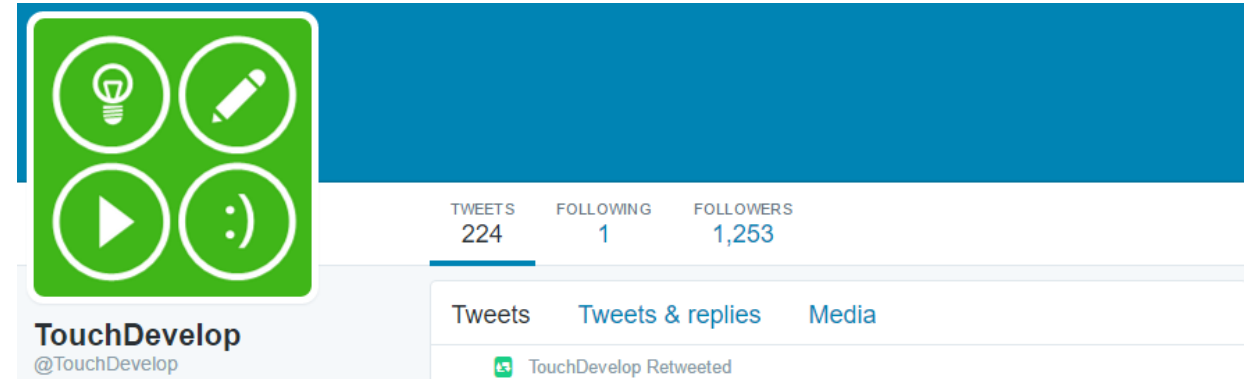 :)
TWEETS FOLLOWING FOLLOWERS
224 1 1,253
Tweets Tweets & replies Media
TouchDevelop
@TouchDevelop
TouchDevelop Retweeted